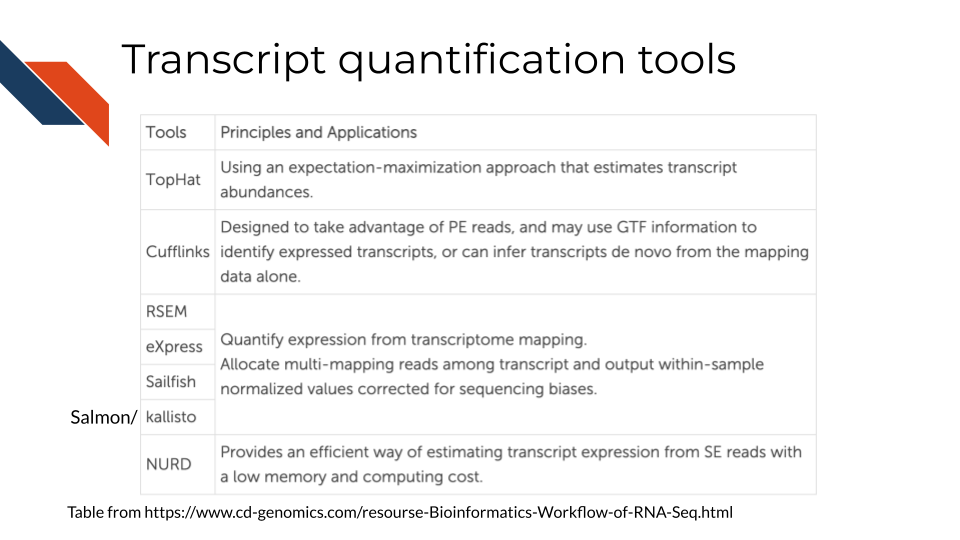 Transcript quantification tools
Tools Principles and Applications
TopHat
Using an expectation-maximization approach that estimates transcript
abundances.
Cufflinks
Designed to take advantage of PE reads, and may use GTF information to
identify expressed transcripts, or can infer transcripts de novo from the mapping
data alone.
RSEM
eXpress
Sailfish
Salmon/ kallisto
Quantify expression from transcriptome mapping.
Allocate multi-mapping reads among transcript and output within-sample
normalized values corrected for sequencing biases.
NURD
Provides an efficient way of estimating transcript expression from SE reads with
a low memory and computing cost.
Table from https://www.cd-genomics.com/resourse-Bioinformatics-Workflow-of-RNA-Seq.html